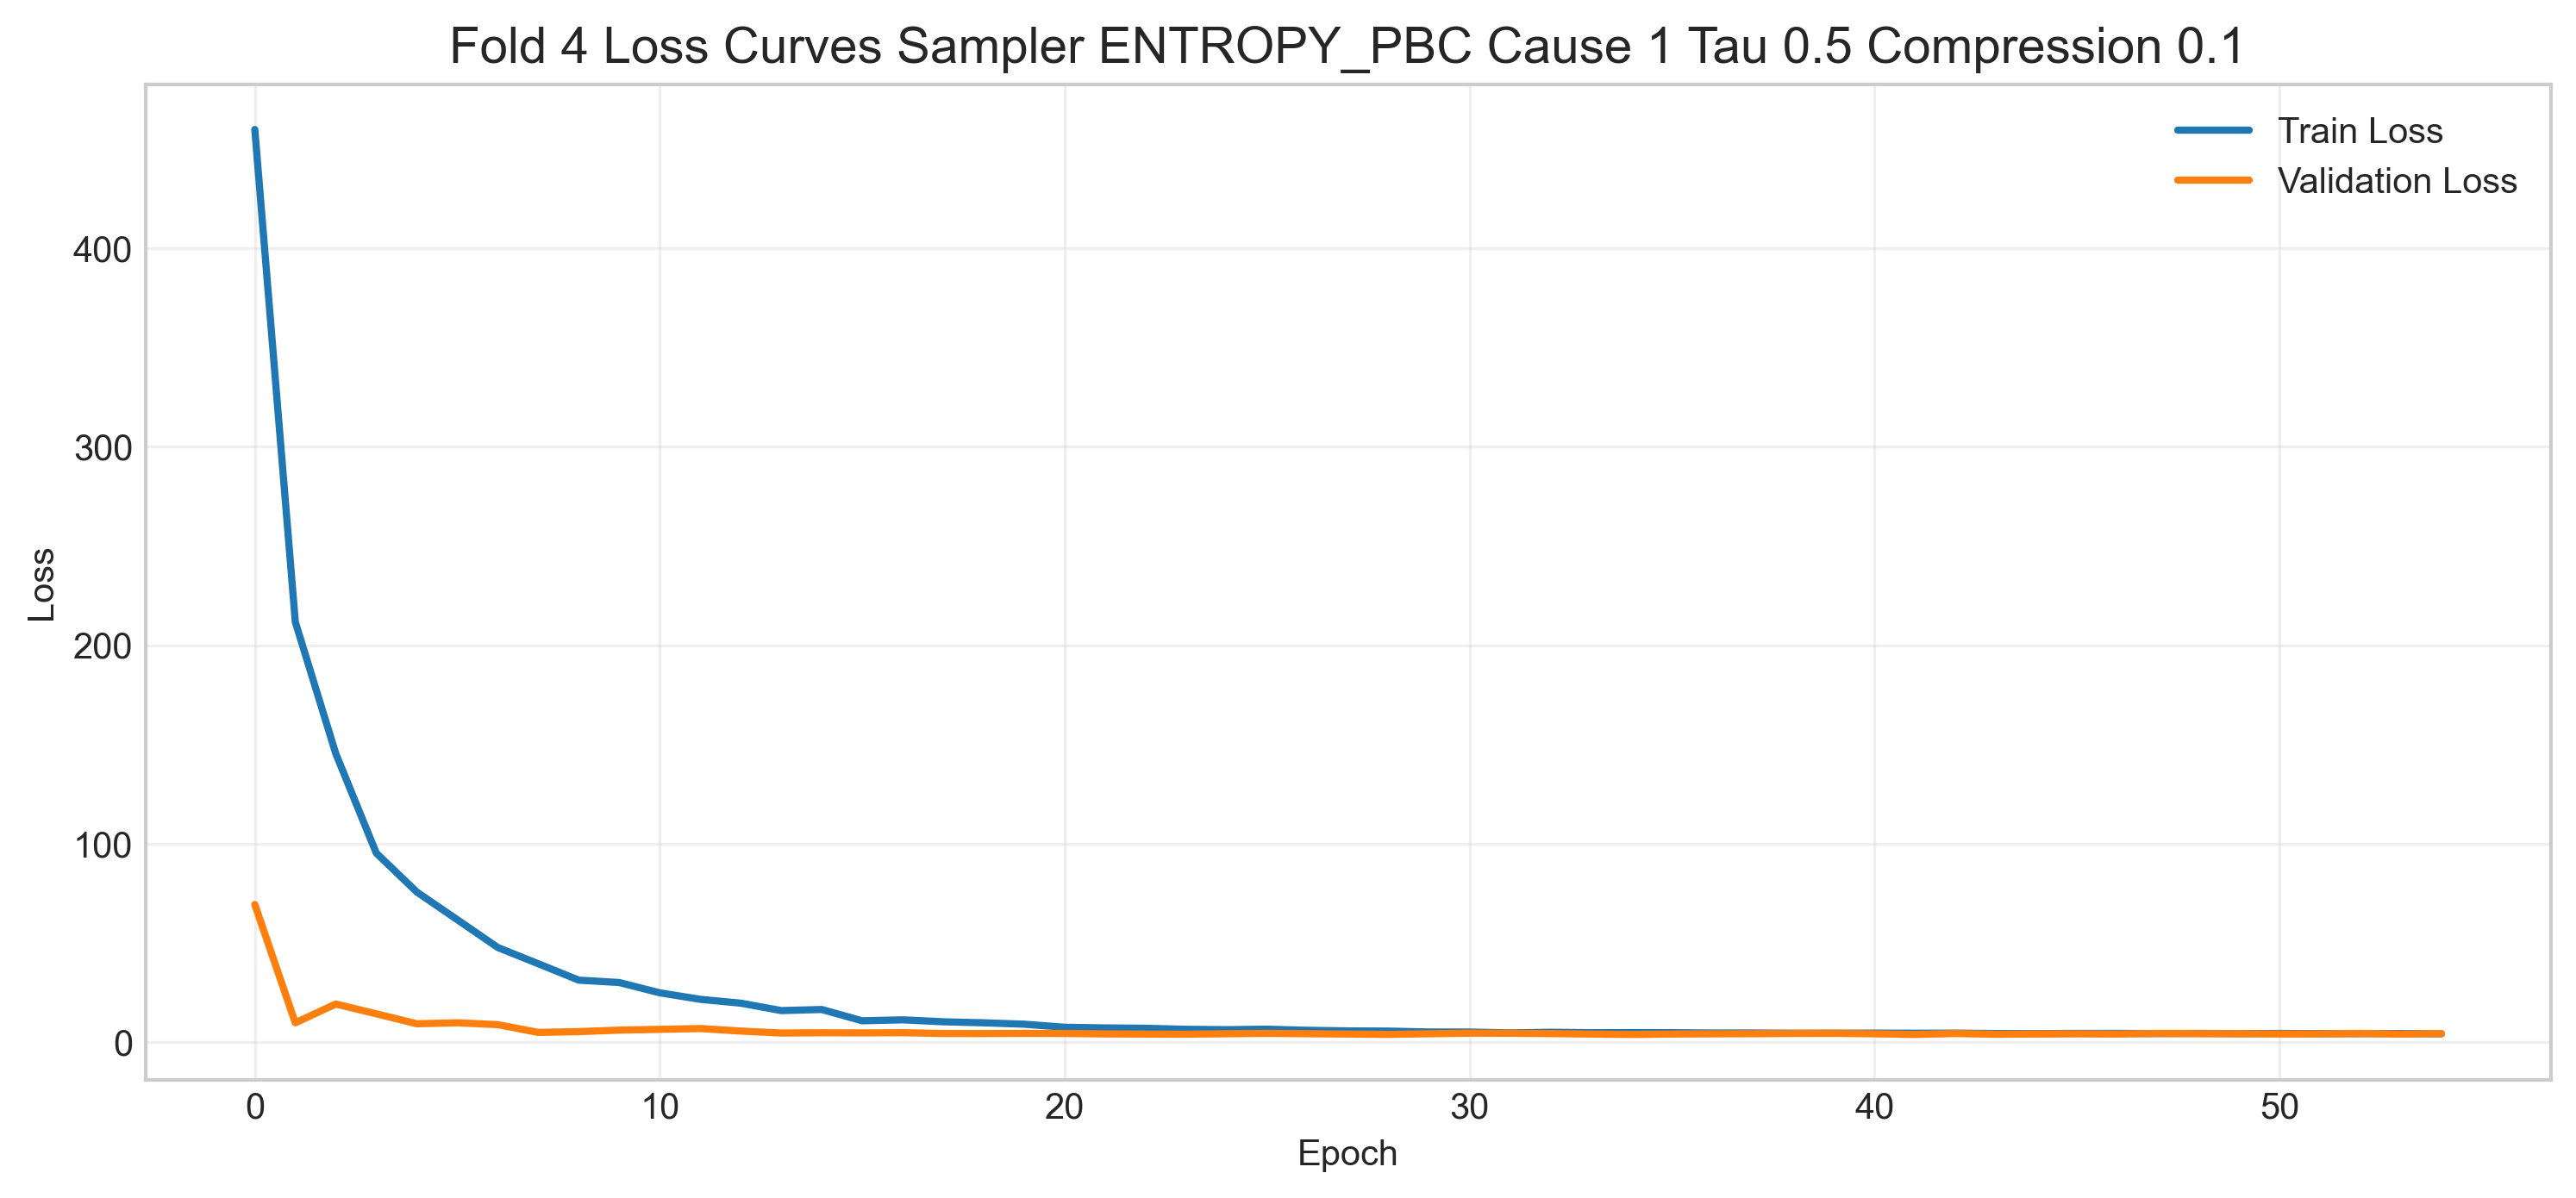 Fold 4 Loss Curves Sampler ENTROPY_PBC Cause 1 Tau 0.5 Compression 0.1
Train Loss
Validation Loss
400
300
200
100
0
Loss
0 10 20 30 40 50
Epoch